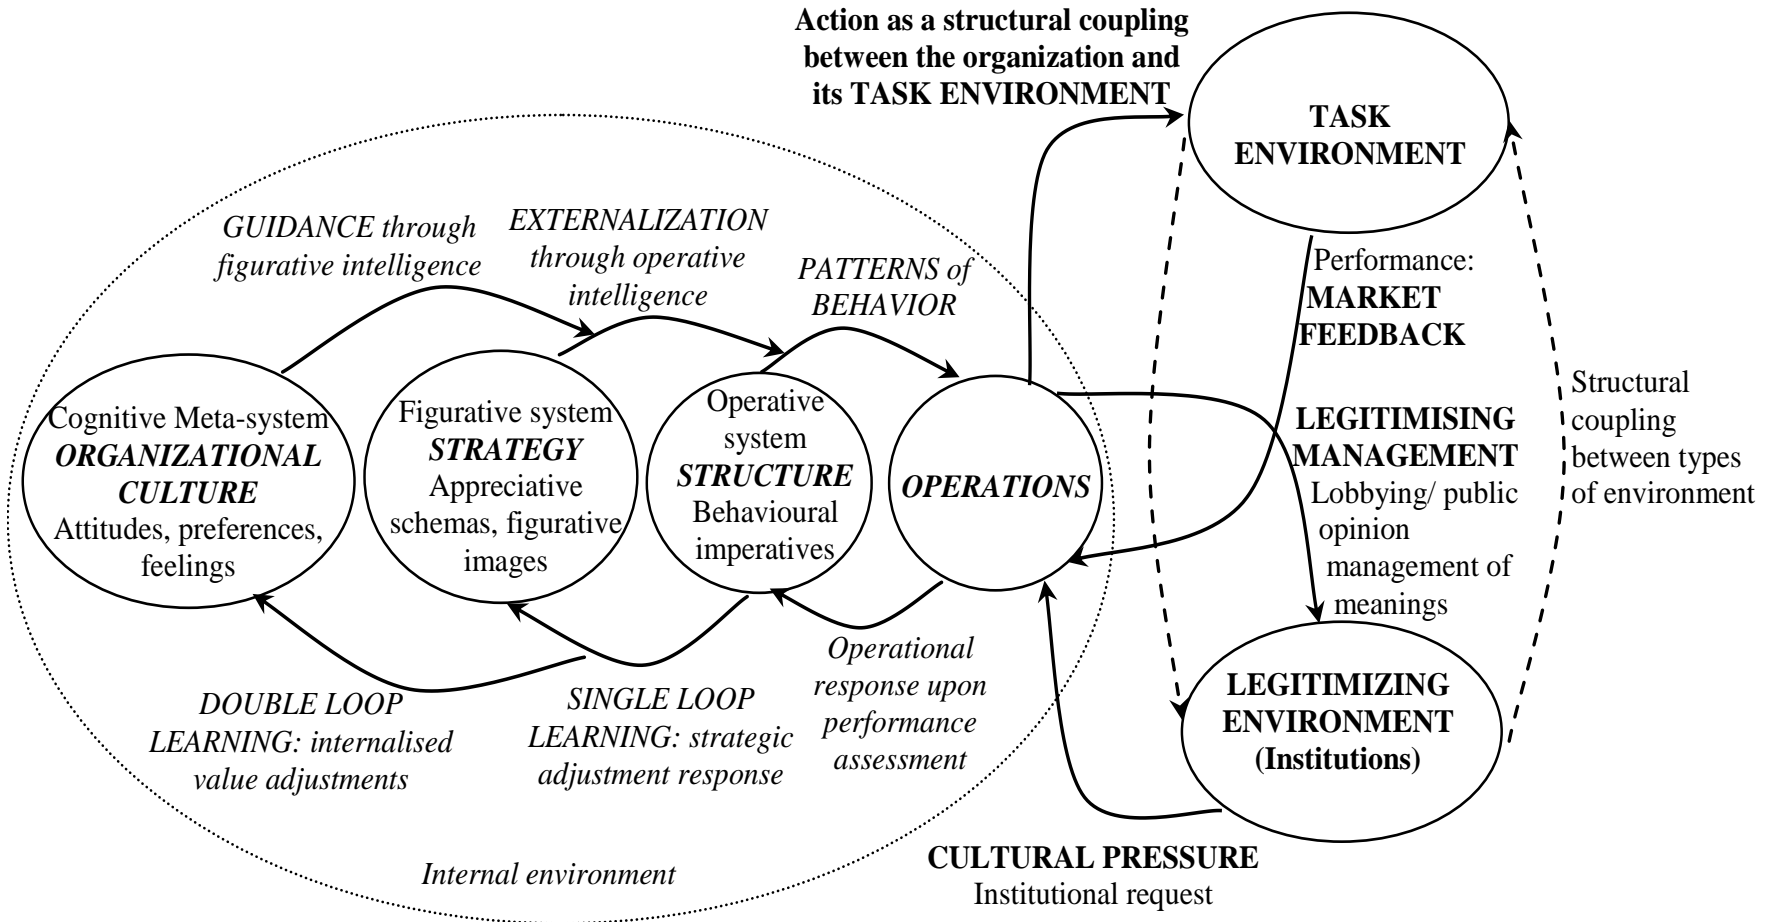 Action as a structural coupling
between the organization and
its TASK ENVIRONMENT
TASK
ENVIRONMENT
GUIDANCE through
figurative intelligence
EXTERNALIZATION
through operative
intelligence
PATTERNS of
BEHAVIOR
Performance:
MARKET
FEEDBACK
Cognitive Meta-system
ORGANIZATIONAL
CULTURE
Attitudes, preferences,
feelings
Figurative system
STRATEGY
Appreciative
schemas, figurative
images
Operative
system
STRUCTURE
Behavioural
imperatives
OPERATIONS
LEGITIMISING
MANAGEMENT
Lobbying/ public
opinion
management of
meanings
Structural
coupling
between types
of environment
DOUBLE LOOP
LEARNING: internalised
value adjustments
SINGLE LOOP
LEARNING: strategic
adjustment response
Operational
response upon
performance
assessment
LEGITIMIZING
ENVIRONMENT
(Institutions)
Internal environment
CULTURAL PRESSURE
Institutional request